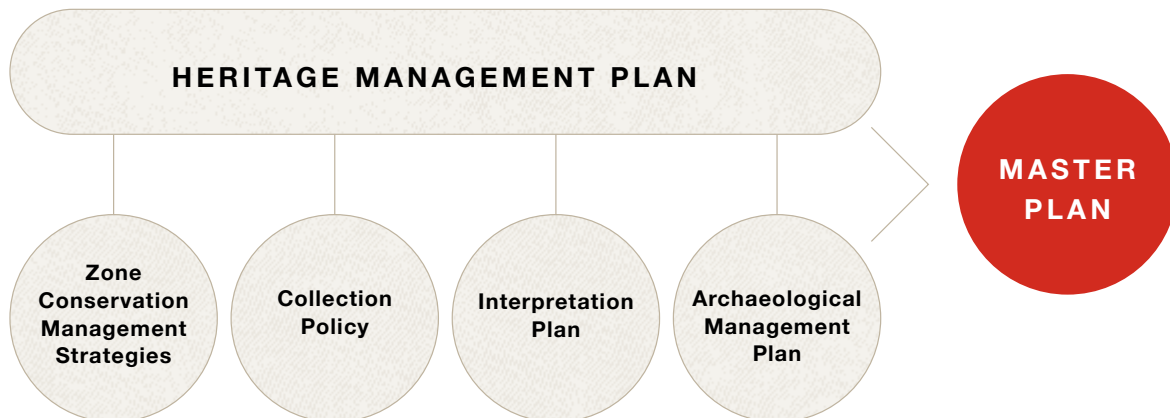 HERITAGE MANAGEMENT PLAN
MASTER
PLAN
Zone
Conservation
Management
Strategies
Collection
Policy
Interpretation
Plan
Archaeological
Management
Plan